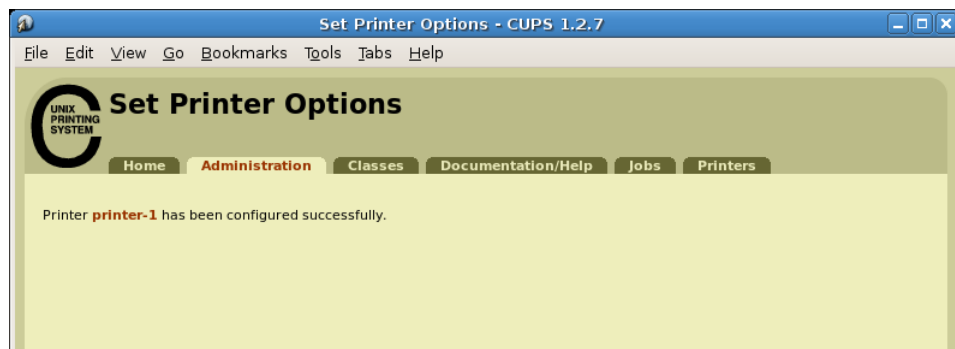 Set Printer Options - CUPS 1.2.7
File Edit View Go Bookmarks Tools Tabs Help
UNIX
PRINTING
SYSTEM
Set Printer Options
Home Administration Classes Documentation/Help Jobs Printers
Printer printer-1 has been configured successfully.